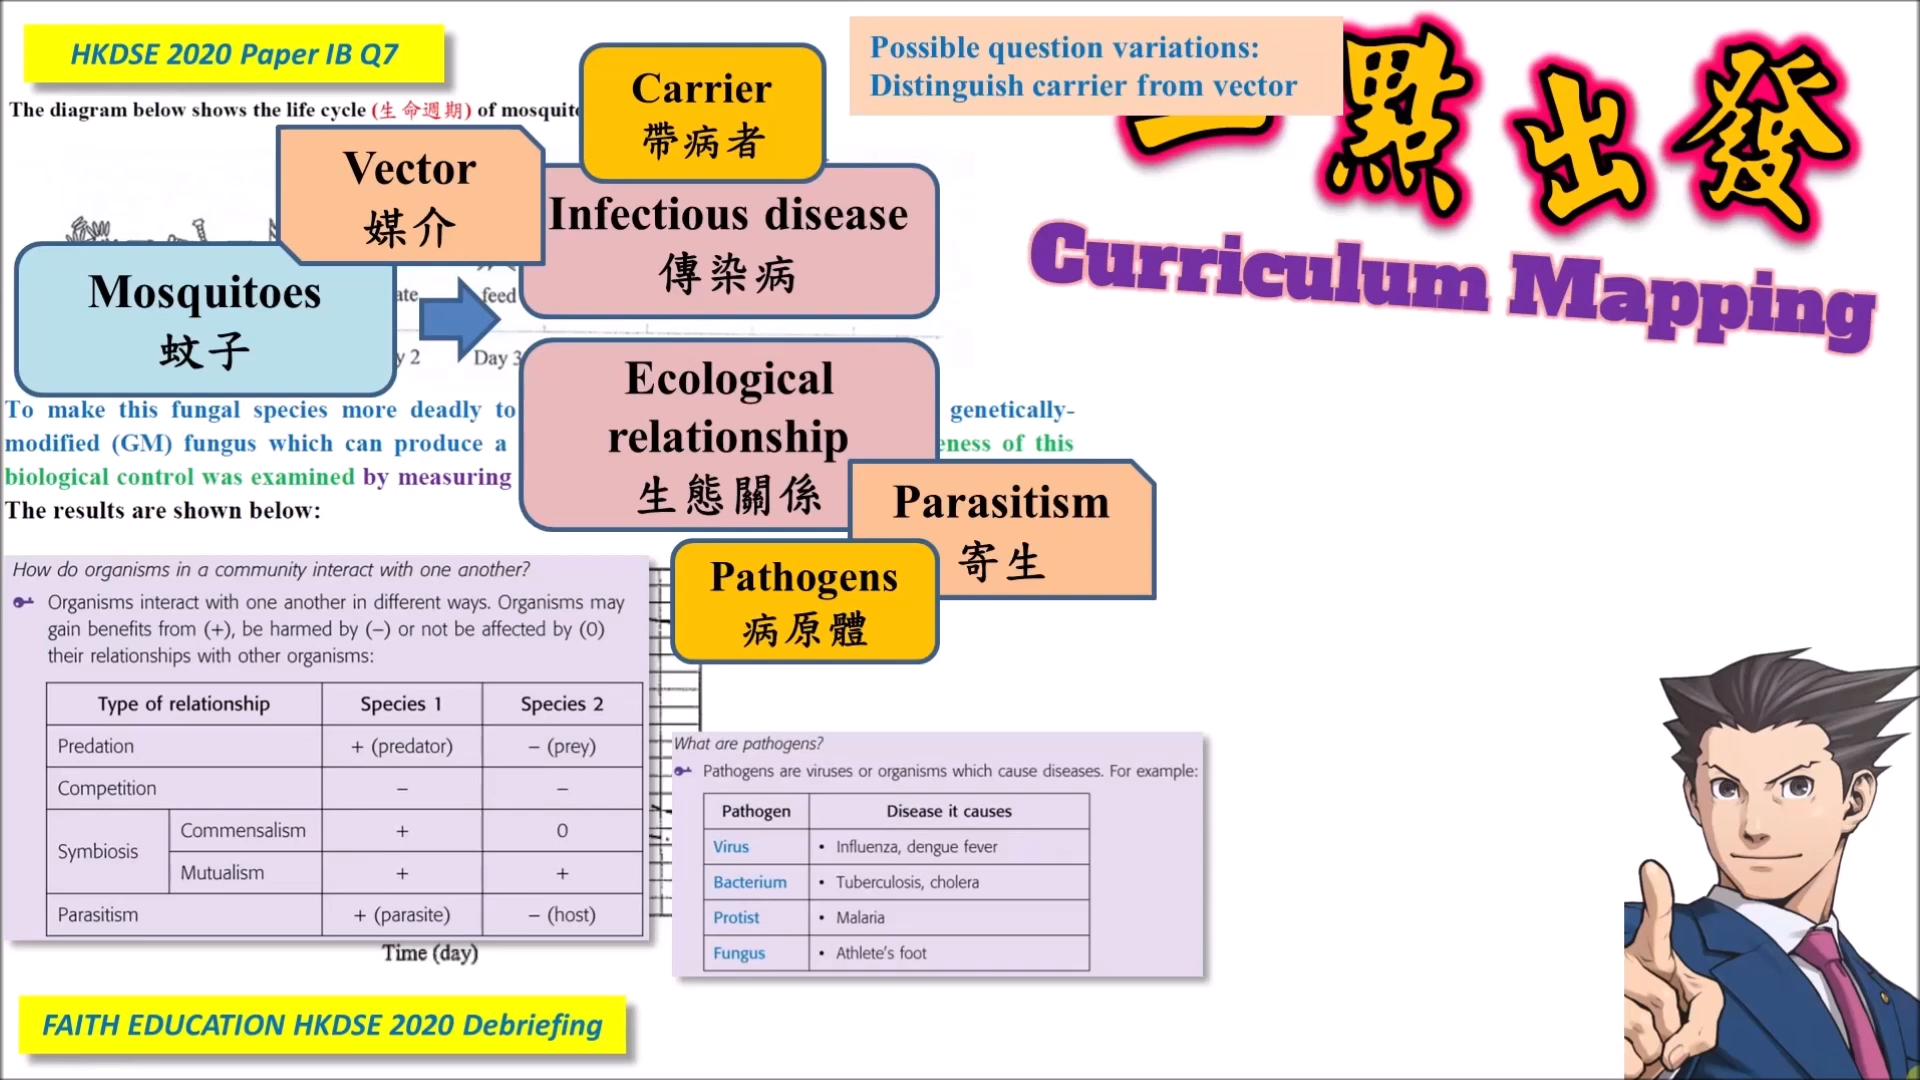 HKDSE 2020 Paper IB Q7
Possible question variations:
Distinguish carrier from vector
一點出發
Curriculum Mapping
The diagram below shows the life cycle (生命週期) of
Carrier
帶病者
Vector
媒介
Infectious disease
傳染病
Mosquitoes
蚊子
feed
Day 3
Ecological
relationship
生態關係
Parasitism
寄生
Pathogens
病原體
To make this fungal species more deadly to genetically-
modified (GM) fungus which can produce a of this
biological control was examined by measuring
The results are shown below:
How do organisms in a community interact with one another?
Organisms interact with one another in different ways. Organisms may
gain benefits from (+), be harmed by (–) or not be affected by (0)
their relationships with other organisms:
Type of relationship Species 1 Species 2
Predation + (predator) – (prey)
Competition – –
Symbiosis Commensalism + 0
Mutualism + +
Parasitism + (parasite) – (host)
Time (day)
What are pathogens?
Pathogens are viruses or organisms which cause diseases. For example:
Pathogen Disease it causes
Virus • Influenza, dengue fever
Bacterium • Tuberculosis, cholera
Protist • Malaria
Fungus • Athlete's foot
FAITH EDUCATION HKDSE 2020 Debriefing